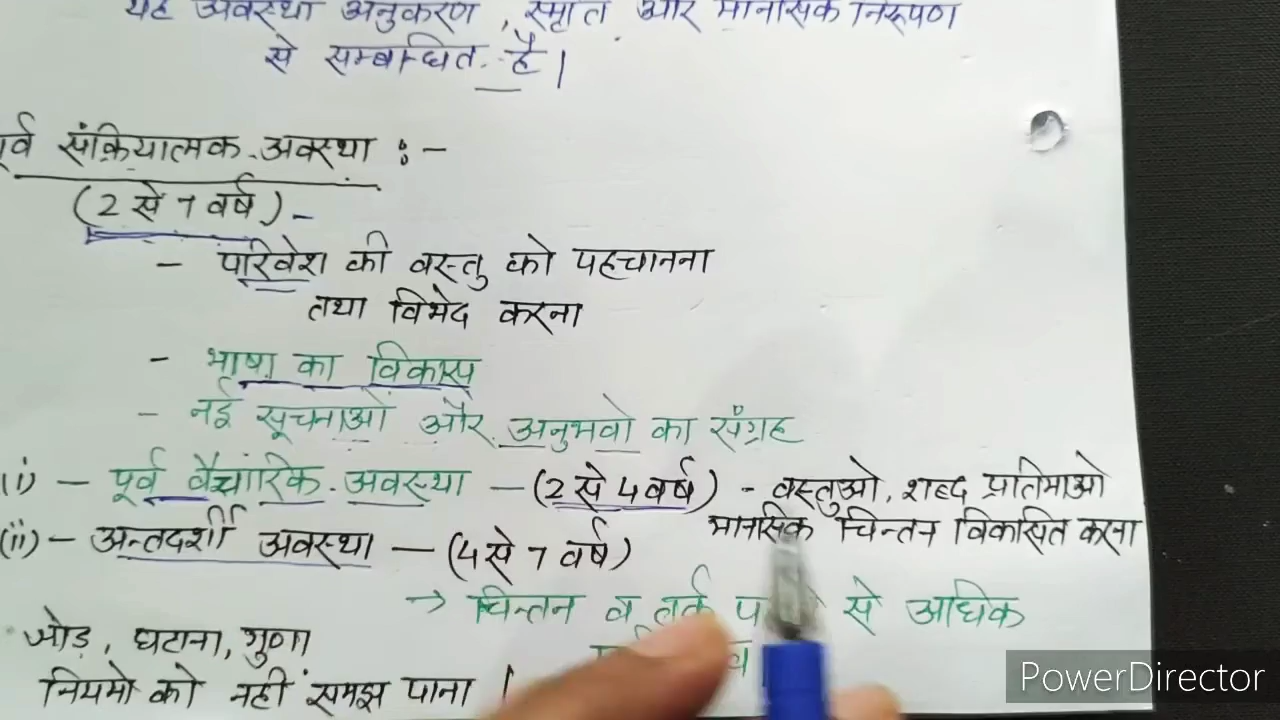 यह अवस्था अनुकरण, स्मृति और मानसिक निरूपण
से सम्बन्धित है।
पूर्व संक्रियात्मक अवस्था :-
(2 से 7 वर्ष) -
- परिवेश की वस्तु को पहचानना
तथा विभेद करना
- भाषा का विकास
- नई सूचनाओं और अनुभवो का संग्रह
(i) - पूर्व वैचारिक अवस्था - (2 से 4 वर्ष) - वस्तुओ, शब्द प्रतिमाओ
मानसिक चिन्तन विकसित करना
(ii) - अन्तदर्शी अवस्था - (4 से 7 वर्ष)
→ चिन्तन व तर्क से अधिक
जोड़, घटाना, गुणा
नियमो को नहीं समझ पाना।
PowerDirector